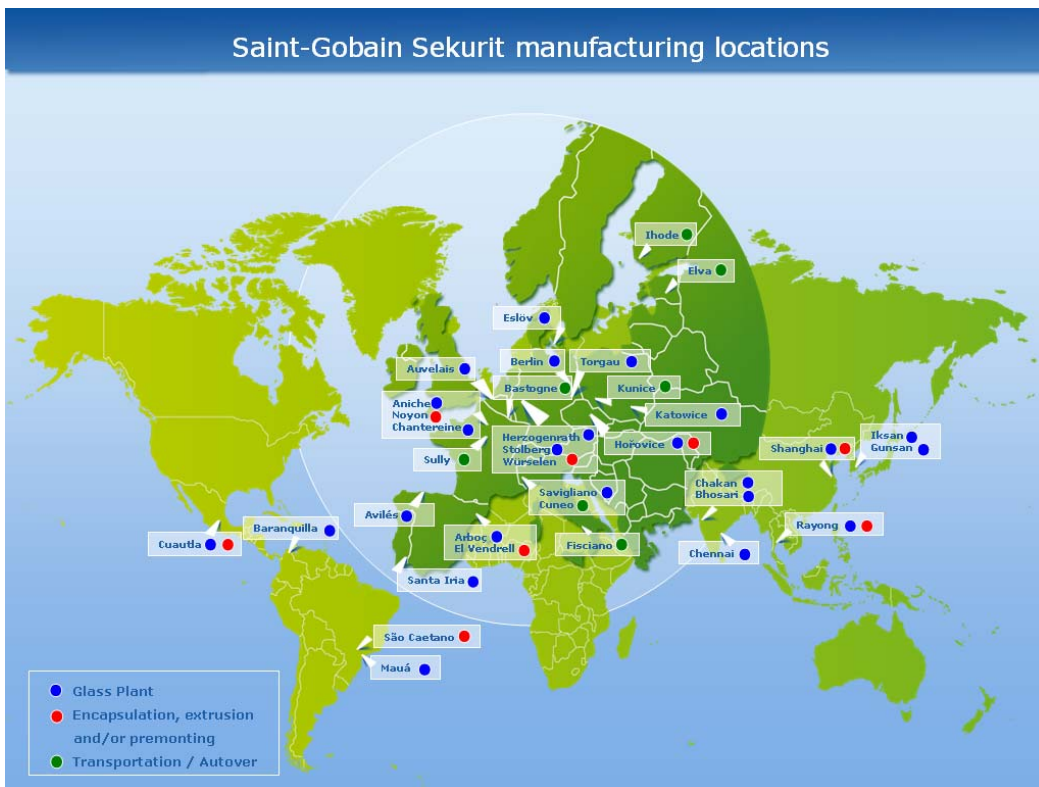 Saint-Gobain Sekurit manufacturing locations
Ihode
Elva
Eslöv
Berlin
Torgau
Auvelais
Bastogne
Kunice
Aniche
Noyon
Chantereine
Katowice
Herzogenrath
Stolberg
Würselen
Hořovice
Sully
Shanghai
Iksan
Gunsan
Chakan
Bhosari
Savigliano
Cuneo
Avilés
Baranquilla
Cuautla
Arboç
El Vendrell
Fisciano
Rayong
Chennai
Santa Iria
São Caetano
Mauá
Glass Plant
Encapsulation, extrusion
and/or premonting
Transportation / Autover